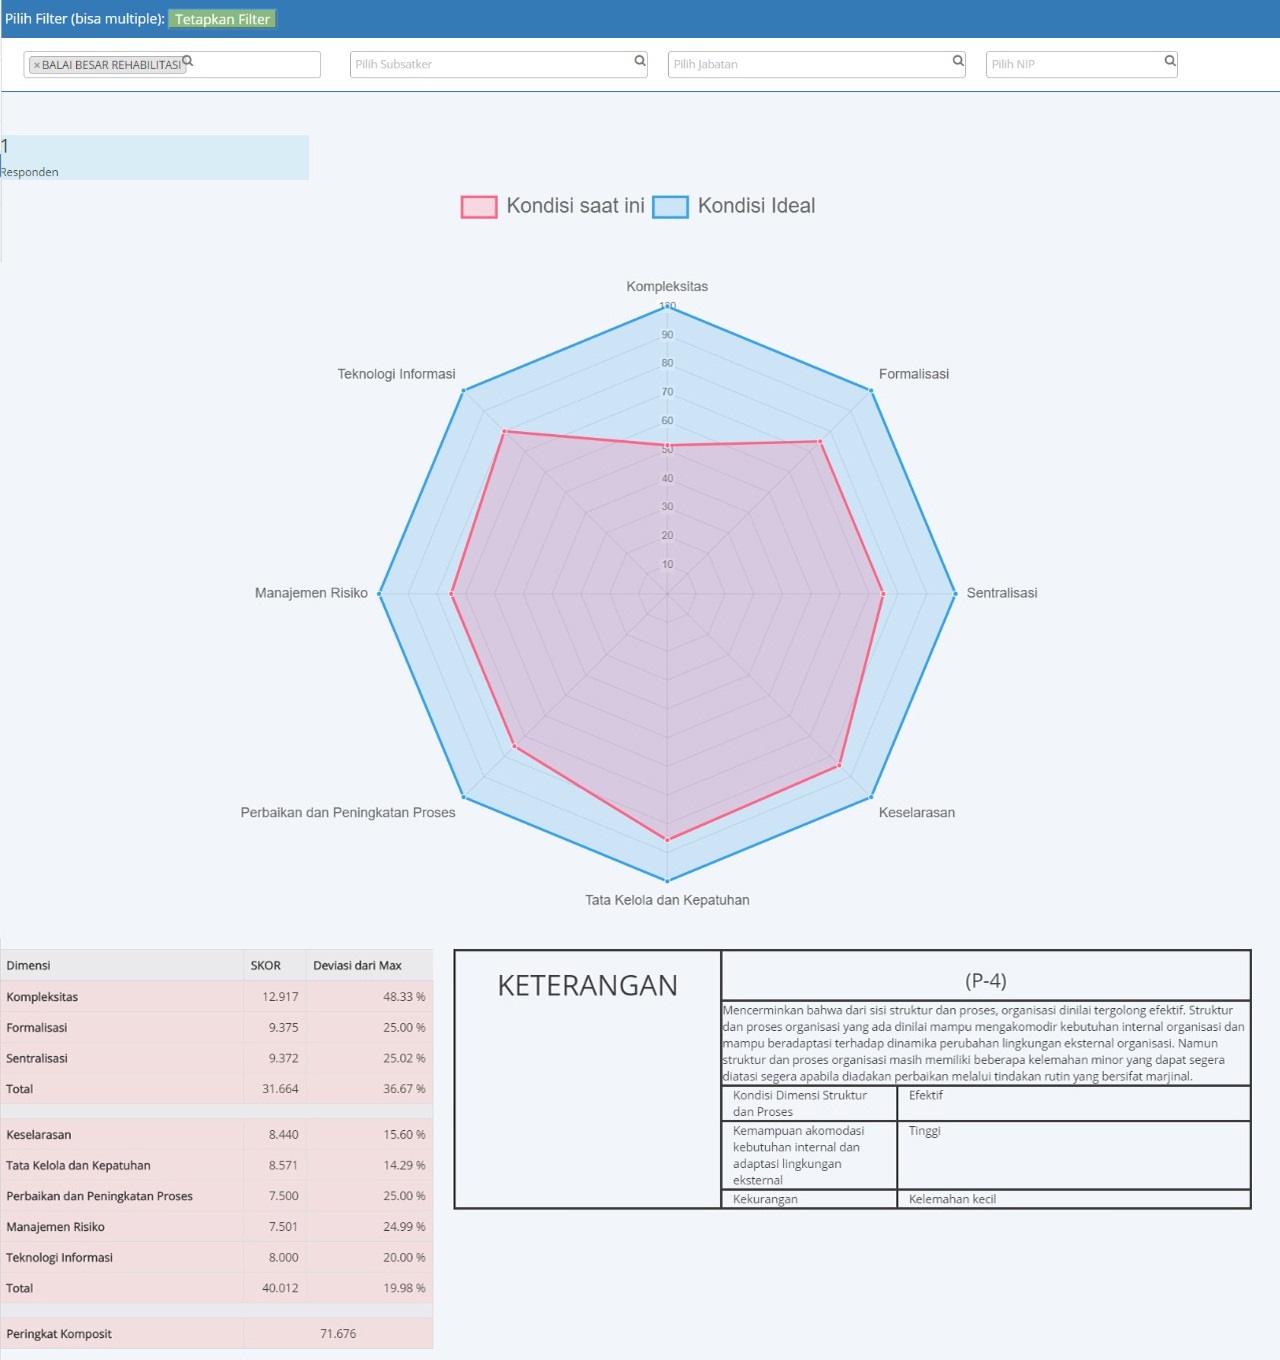 Pilih Filter (bisa multiple): Tetapkan Filter
×BALAI BESAR REHABILITASI
Pilih Subsatker
Pilih Jabatan
Pilih NIP
1
Responden
Kondisi saat ini
Kondisi Ideal
Kompleksitas
100
90
80
70
60
50
40
30
20
10
Formalisasi
Sentralisasi
Keselarasan
Tata Kelola dan Kepatuhan
Perbaikan dan Peningkatan Proses
Manajemen Risiko
Teknologi Informasi
Dimensi SKOR Deviasi dari Max
Kompleksitas 12.917 48.33 %
Formalisasi 9.375 25.00 %
Sentralisasi 9.372 25.02 %
Total 31.664 36.67 %
Keselarasan 8.440 15.60 %
Tata Kelola dan Kepatuhan 8.571 14.29 %
Perbaikan dan Peningkatan Proses 7.500 25.00 %
Manajemen Risiko 7.501 24.99 %
Teknologi Informasi 8.000 20.00 %
Total 40.012 19.98 %
Peringkat Komposit 71.676
KETERANGAN
(P-4)
Mencerminkan bahwa dari sisi struktur dan proses, organisasi dinilai tergolong efektif. Struktur
dan proses organisasi yang ada dinilai mampu mengakomodir kebutuhan internal organisasi dan
mampu beradaptasi terhadap dinamika perubahan lingkungan eksternal organisasi. Namun
struktur dan proses organisasi masih memiliki beberapa kelemahan minor yang dapat segera
diatasi segera apabila diadakan perbaikan melalui tindakan rutin yang bersifat marjinal.
Kondisi Dimensi Struktur
dan Proses
Efektif
Kemampuan akomodasi
kebutuhan internal dan
adaptasi lingkungan
eksternal
Tinggi
Kekurangan
Kelemahan kecil